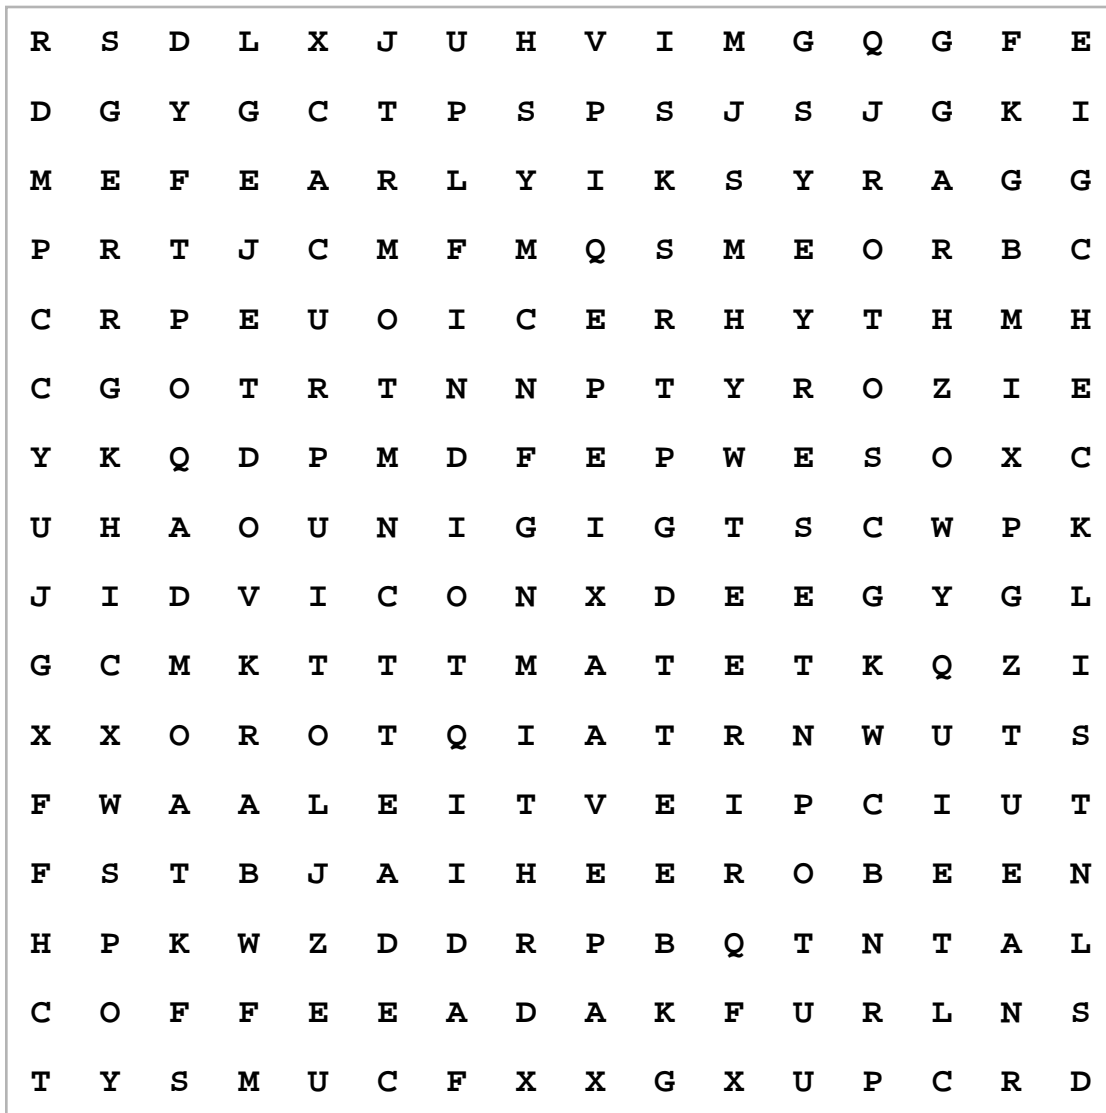 R S D L X J U H V I M G Q G F E
D G Y G C T P S P S J S J G K I
M E F E A R L Y I K S Y R A G G
P R T J C M F M Q S M E O R B C
C R P E U O I C E R H Y T H M H
C G O T R T N N P T Y R O Z I E
Y K Q D P M D F E P W E S O X C
U H A O U N I G I G T S C W P K
J I D V I C O N X D E E G Y G L
G C M K T T T M A T E T K Q Z I
X X O R O T Q I A T R N W U T S
F W A A L E I T V E I P C I U T
F S T B J A I H E E R O B E E N
H P K W Z D D R P B Q T N T A L
C O F F E E A D A K F U R L N S
T Y S M U C F X X G X U P C R D